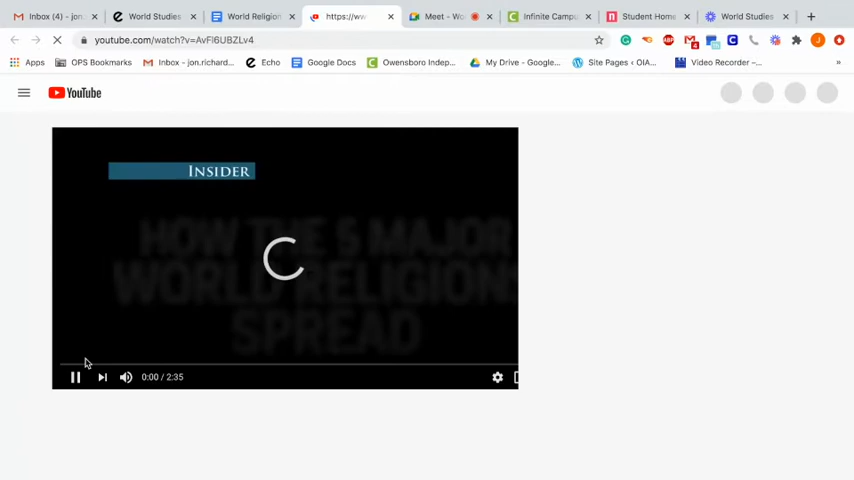 Inbox (4) - jon
World Studies
World Religion
https://ww
Meet - Wo
Infinite Camp
Student Home
World Studies
youtube.com/watch?v=AvFl6UBZLv4
4
J
Apps
OPS Bookmarks
Inbox - jon.richard...
Echo
Google Docs
Owensboro Indep...
My Drive - Google...
Site Pages ‹ OIA...
Video Recorder –...
»
YouTube
INSIDER
HOW THE 5 MAJOR
WORLD RELIGIONS
SPREAD
0:00 / 2:35